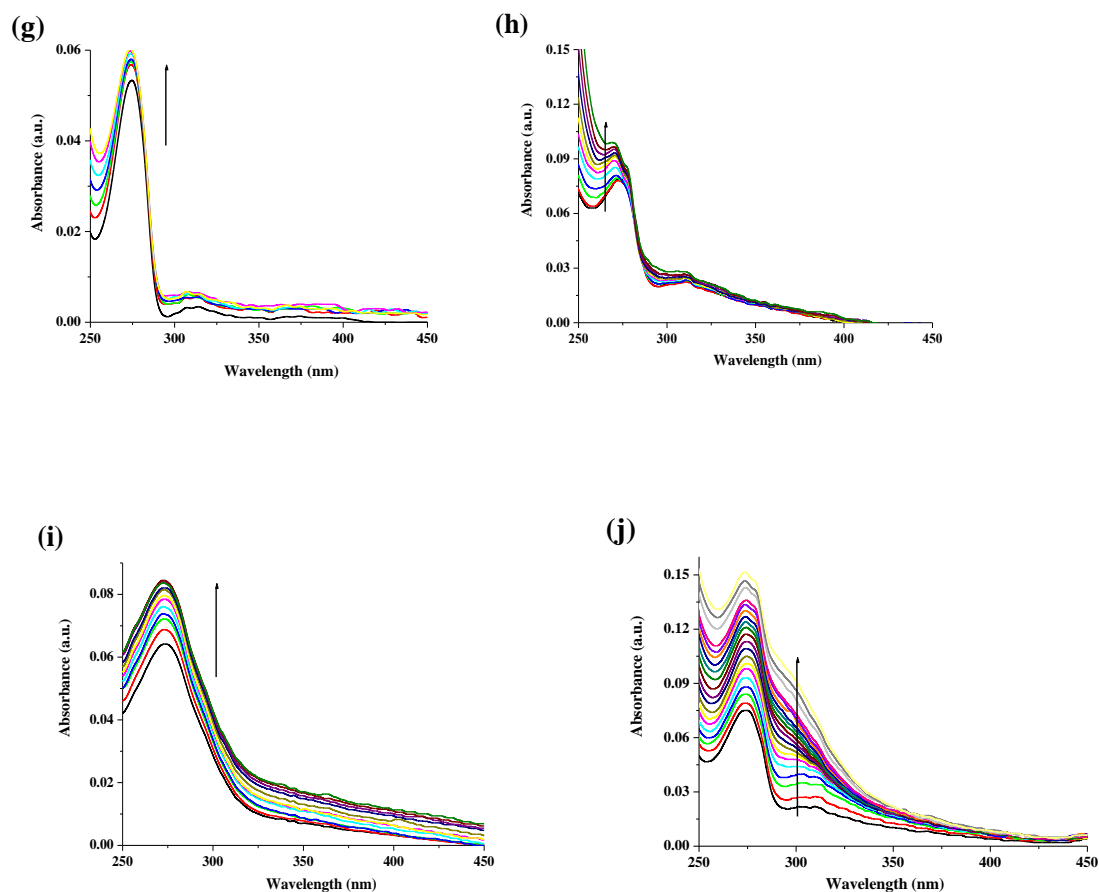 (g)
0.06
0.04
0.02
0.00
Absorbance (a.u.)
250 300 350 400 450
Wavelength (nm)
(h)
0.15
0.12
0.09
0.06
0.03
0.00
Absorbance (a.u.)
250 300 350 400 450
Wavelength (nm)
(i)
0.08
0.06
0.04
0.02
0.00
Absorbance (a.u.)
250 300 350 400 450
Wavelength (nm)
(j)
0.15
0.12
0.09
0.06
0.03
0.00
Absorbance (a.u.)
250 300 350 400 450
Wavelength (nm)